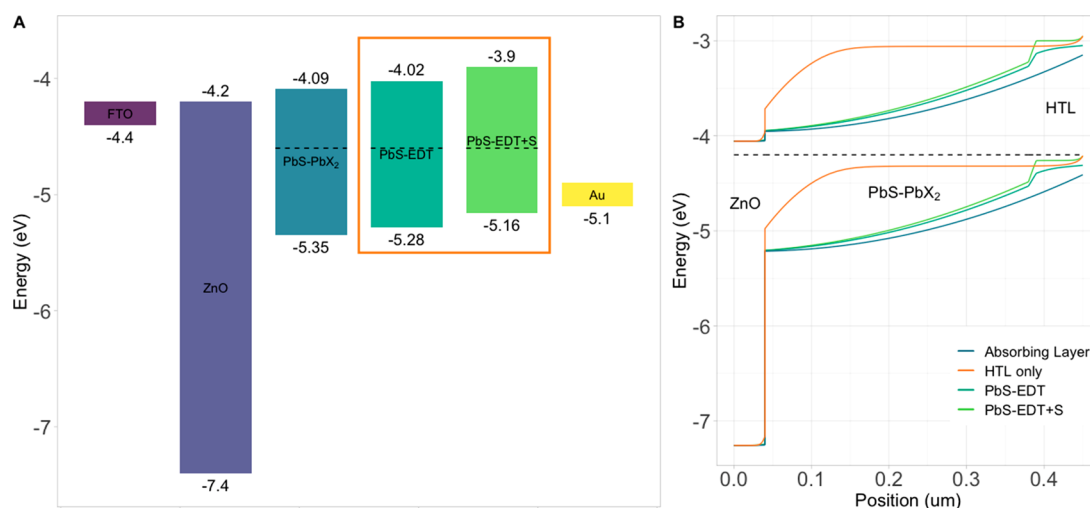 A
B
-4
-5
-6
-7
Energy (eV)
FTO
-4.4
-4.2
ZnO
-7.4
-4.09
PbS-PbX₂
-5.35
-4.02
PbS-EDT
-5.28
-3.9
PbS-EDT+S
-5.16
Au
-5.1
-3
-4
-5
-6
-7
Energy (eV)
HTL
ZnO
PbS-PbX₂
Absorbing Layer
HTL only
PbS-EDT
PbS-EDT+S
0.0
0.1
0.2
0.3
0.4
Position (um)